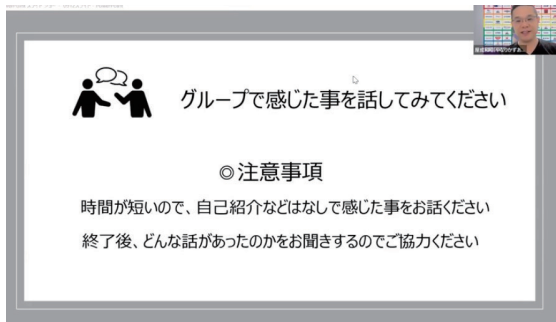 グループで感じた事を話してみてください
◎注意事項
時間が短いので、自己紹介などはなしで感じた事をお話ください
終了後、どんな話があったのかをお聞きするのでご協力ください